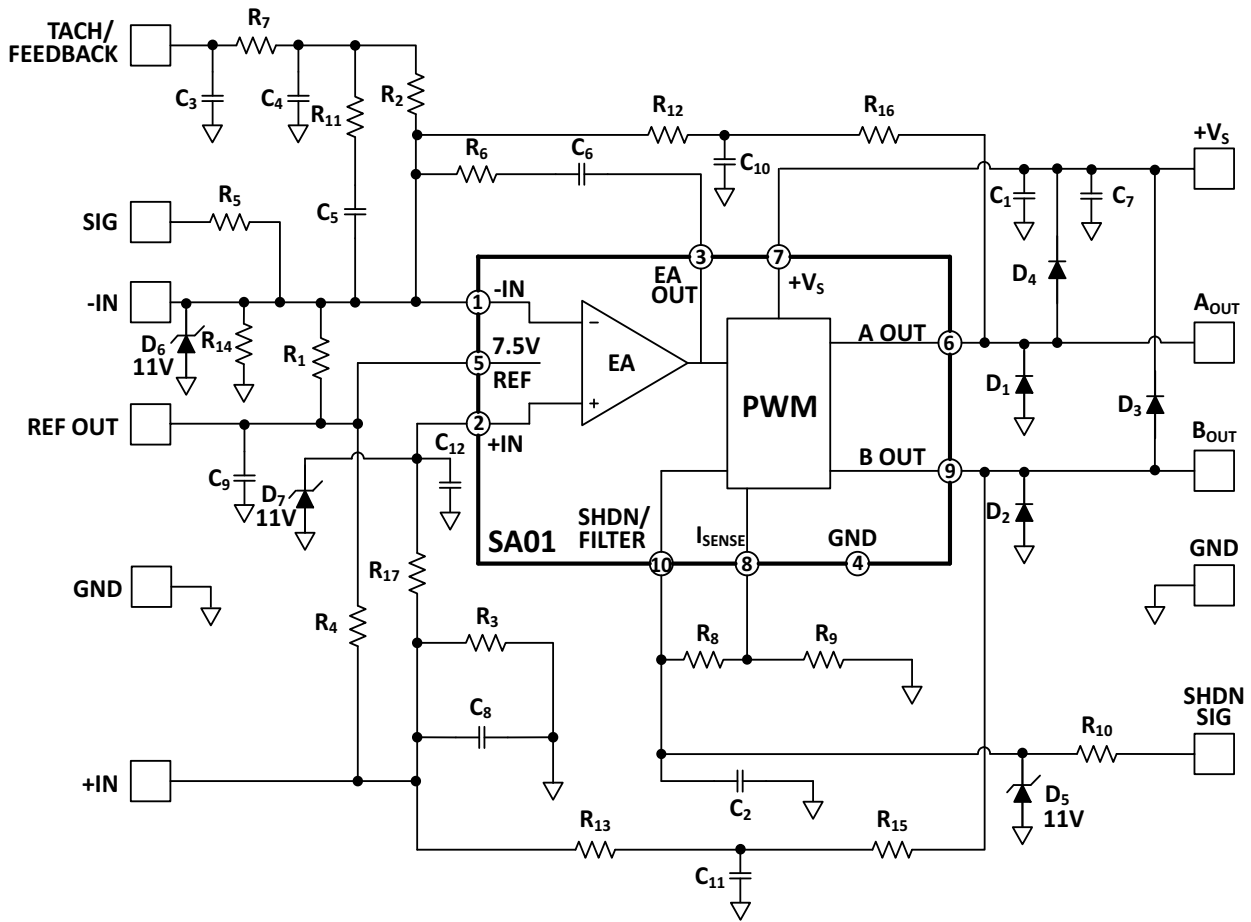 TACH/
FEEDBACK
R7
C3
C4
R11
R2
R12
R16
+VS
R6
C6
C10
C1
C7
SIG
R5
C5
D4
3
7
-IN
1
-IN
EA
OUT
+VS
AOUT
D6
11V
R14
R1
5
7.5V
REF
EA
−
+
A OUT
6
D1
D3
PWM
REF OUT
2
+IN
C12
BOUT
C9
D7
11V
B OUT
9
D2
SHDN/
FILTER
ISENSE
GND
SA01
10
8
4
GND
GND
R17
R4
R3
R8
R9
C8
SHDN
SIG
R10
+IN
C2
D5
11V
R13
R15
C11